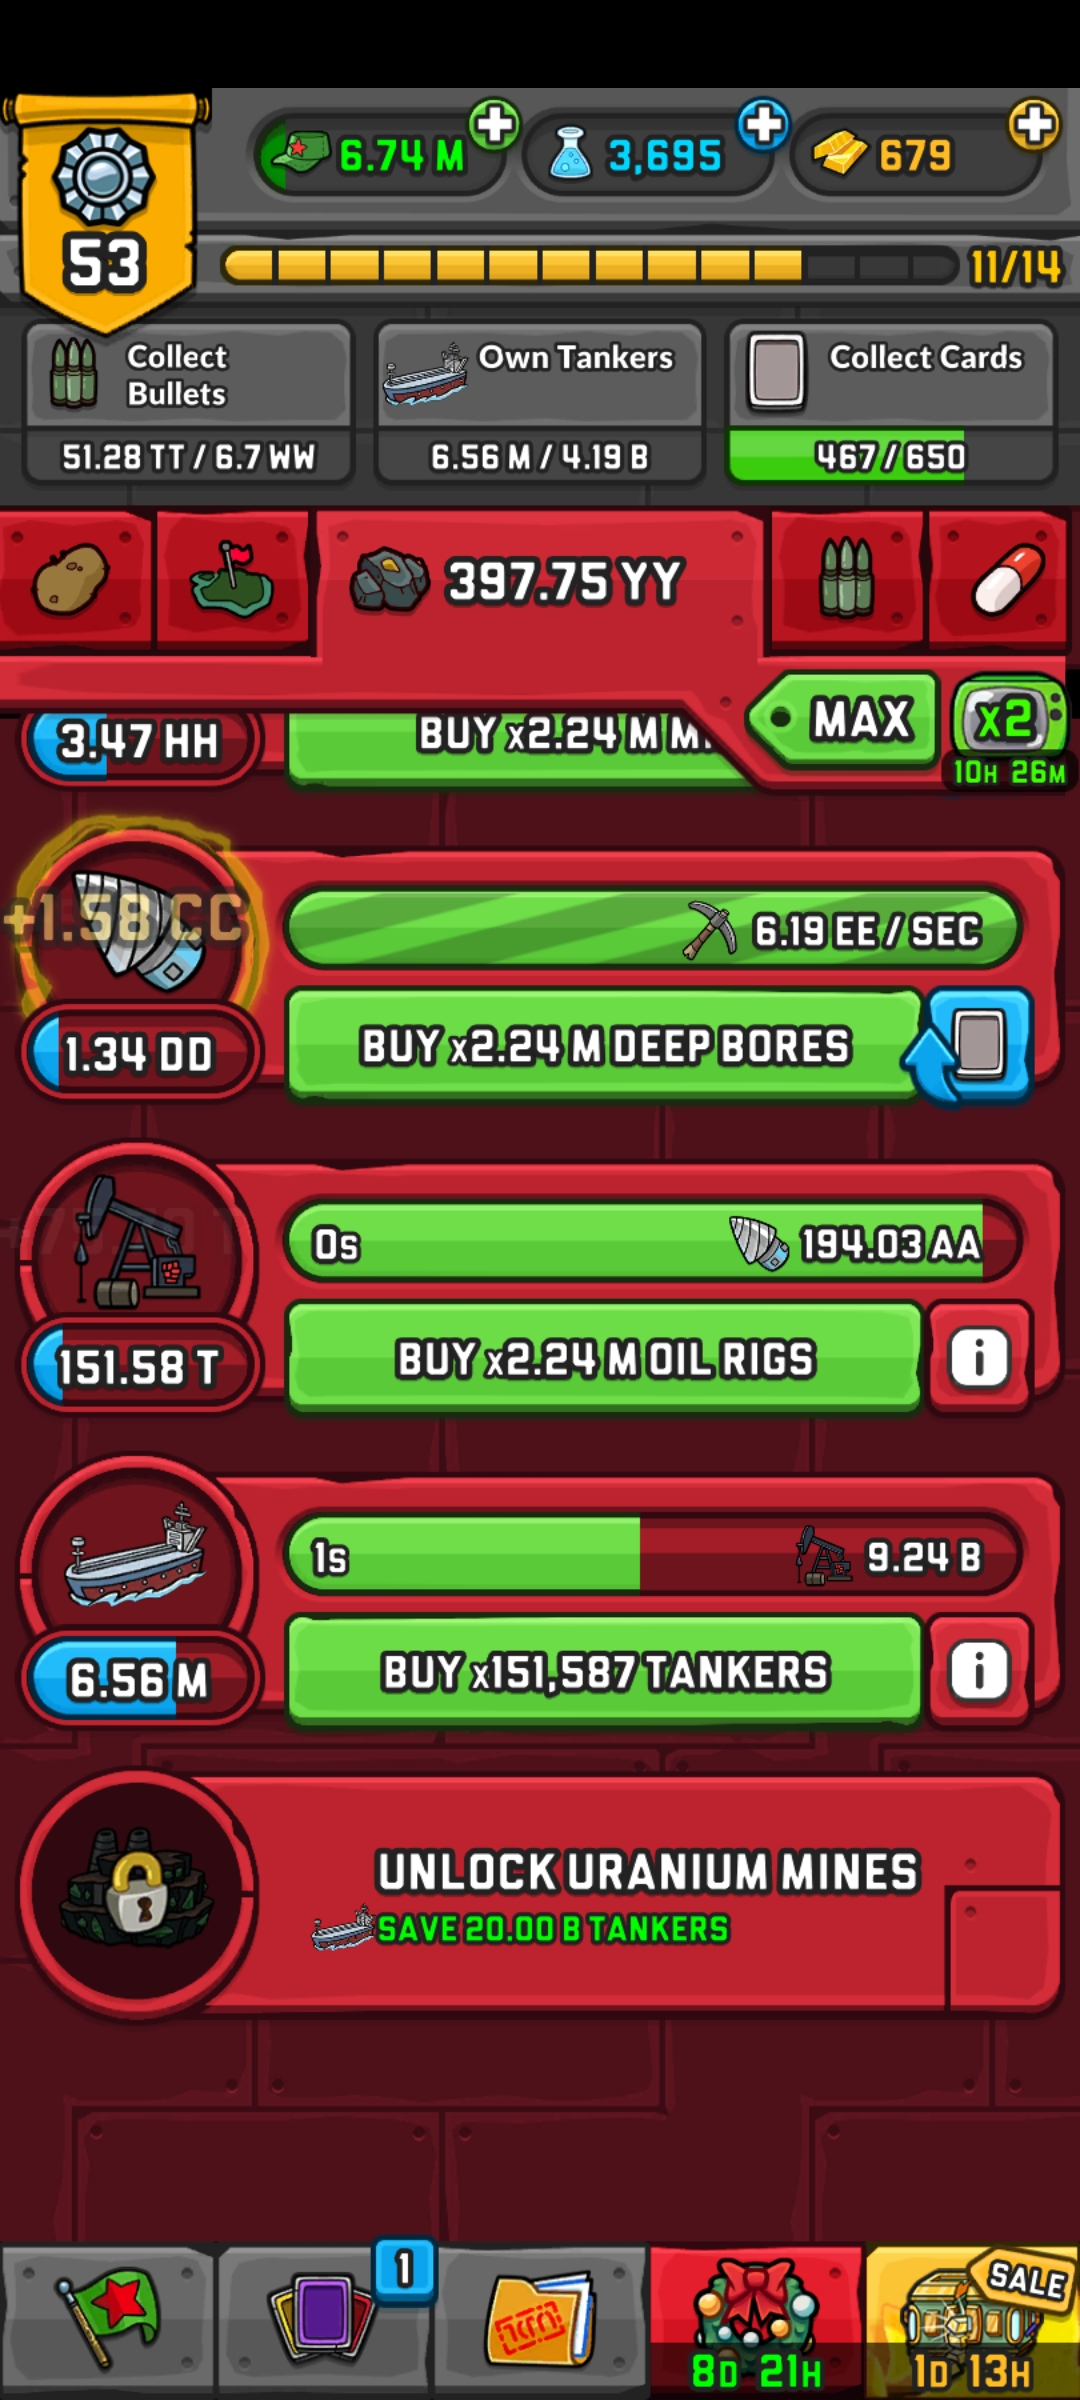 6.74 M
3,695
679
53
11/14
Collect
Bullets
Own Tankers
Collect Cards
51.28 TT / 6.7 WW
6.56 M / 4.19 B
467 / 650
397.75 YY
MAX
x2
10H 26M
3.47 HH
BUY x2.24 M
+1.58 CC
6.19 EE / SEC
1.34 DD
BUY x2.24 M DEEP BORES
0s
194.03 AA
151.58 T
BUY x2.24 M OIL RIGS
i
1s
9.24 B
6.56 M
BUY x151,587 TANKERS
i
UNLOCK URANIUM MINES
SAVE 20.00 B TANKERS
1
SALE
8D 21H
1D 13H